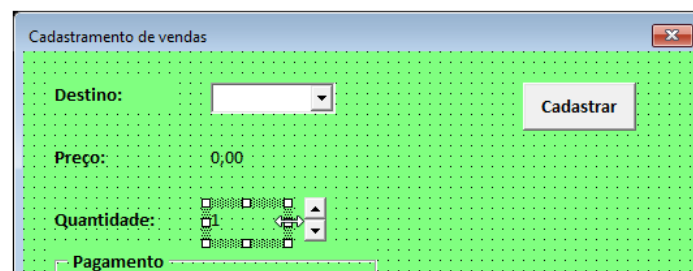 Cadastramento de vendas
Destino:
Cadastrar
Preço: 0,00
Quantidade: 1
Pagamento